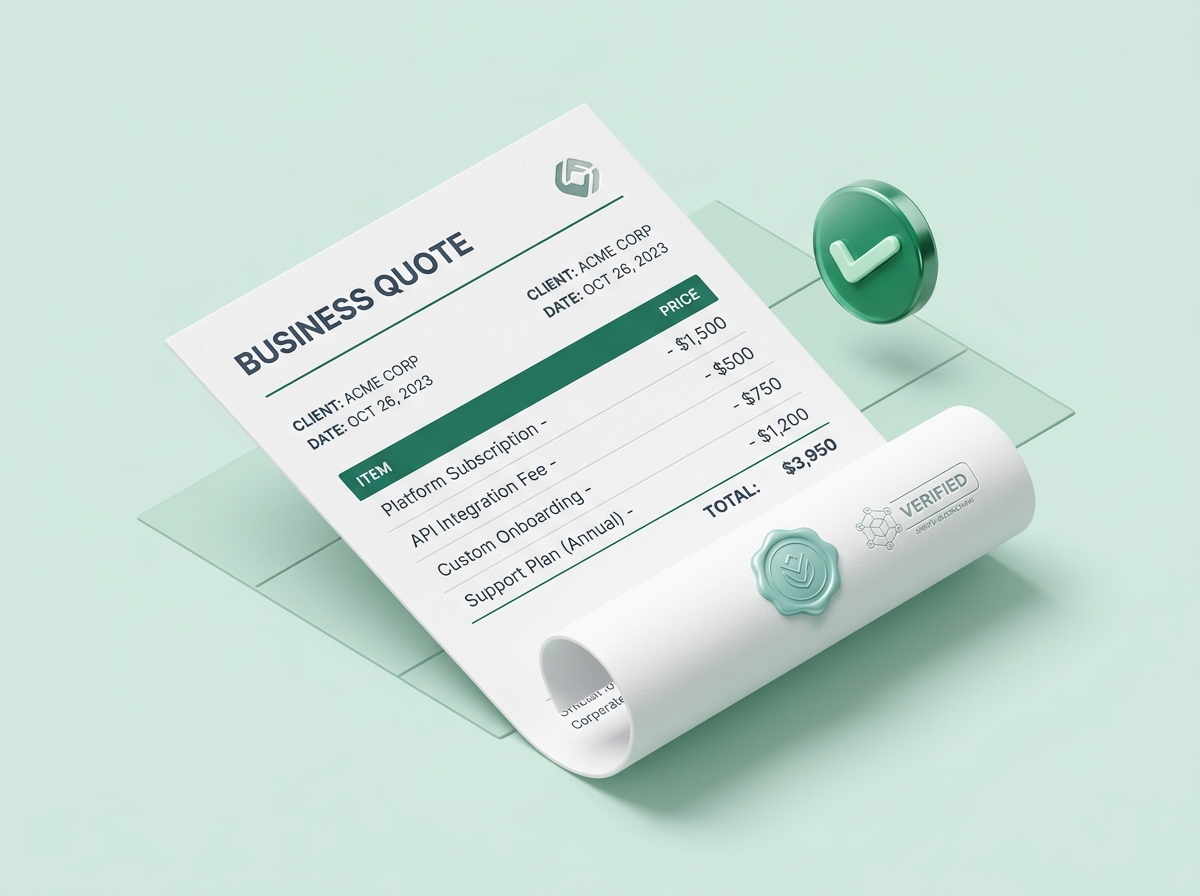 BUSINESS QUOTE
CLIENT: ACME CORP
DATE: OCT 26, 2023
CLIENT: ACME CORP
DATE: OCT 26, 2023
ITEM PRICE
Platform Subscription - - $1,500
API Integration Fee - - $500
Custom Onboarding - - $750
Support Plan (Annual) - - $1,200
TOTAL: $3,950
VERIFIED